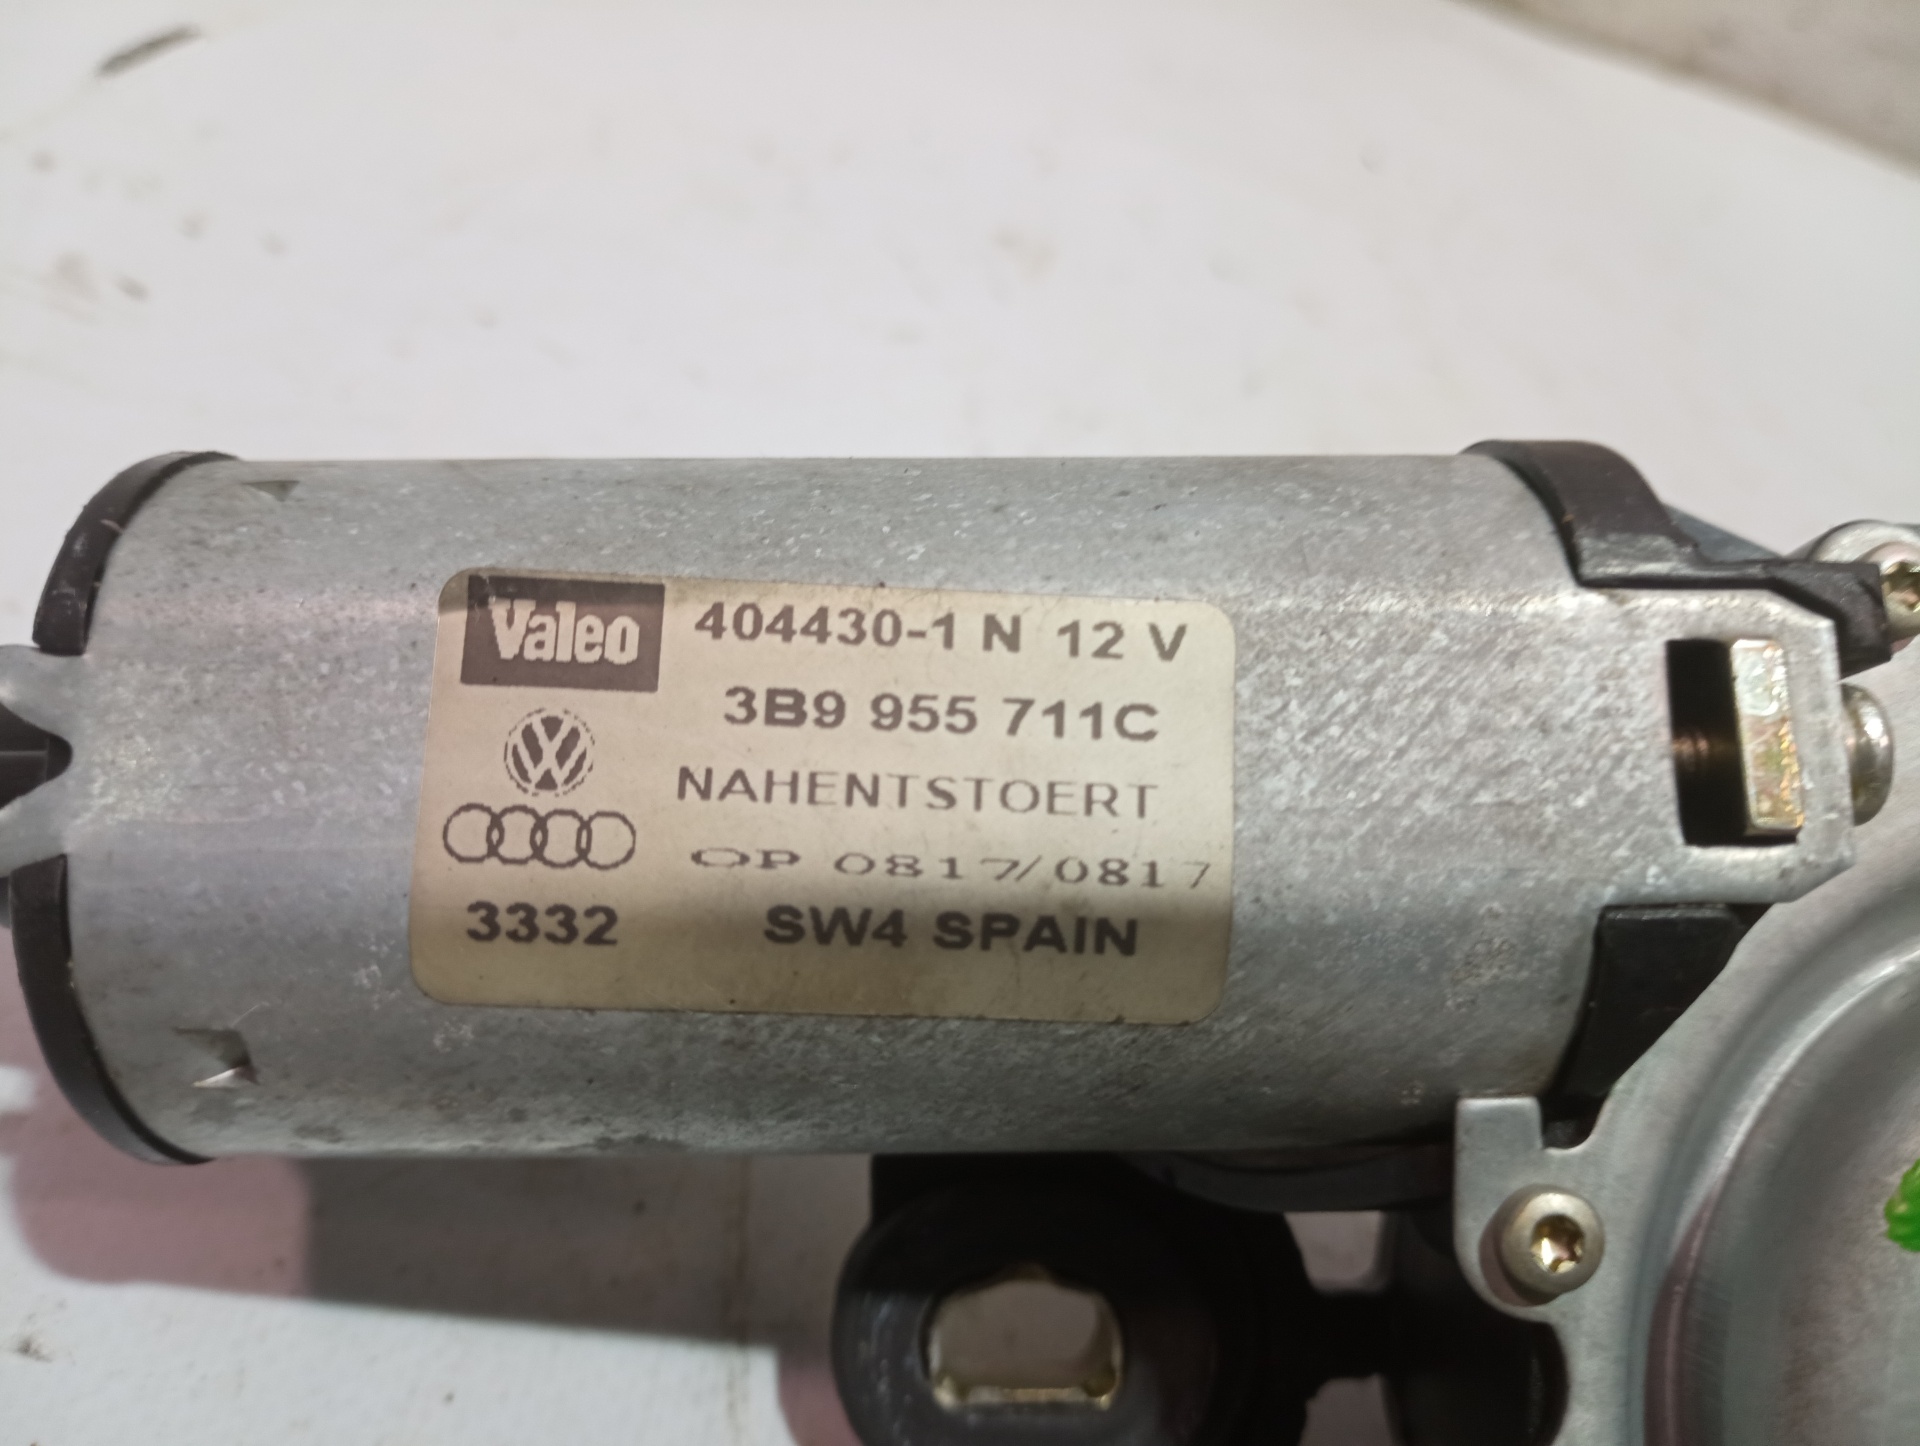 Valeo 404430-1 N 12 V
3B9 955 711C
NAHENTSTOERT
OP 0817/0817
3332 SW4 SPAIN